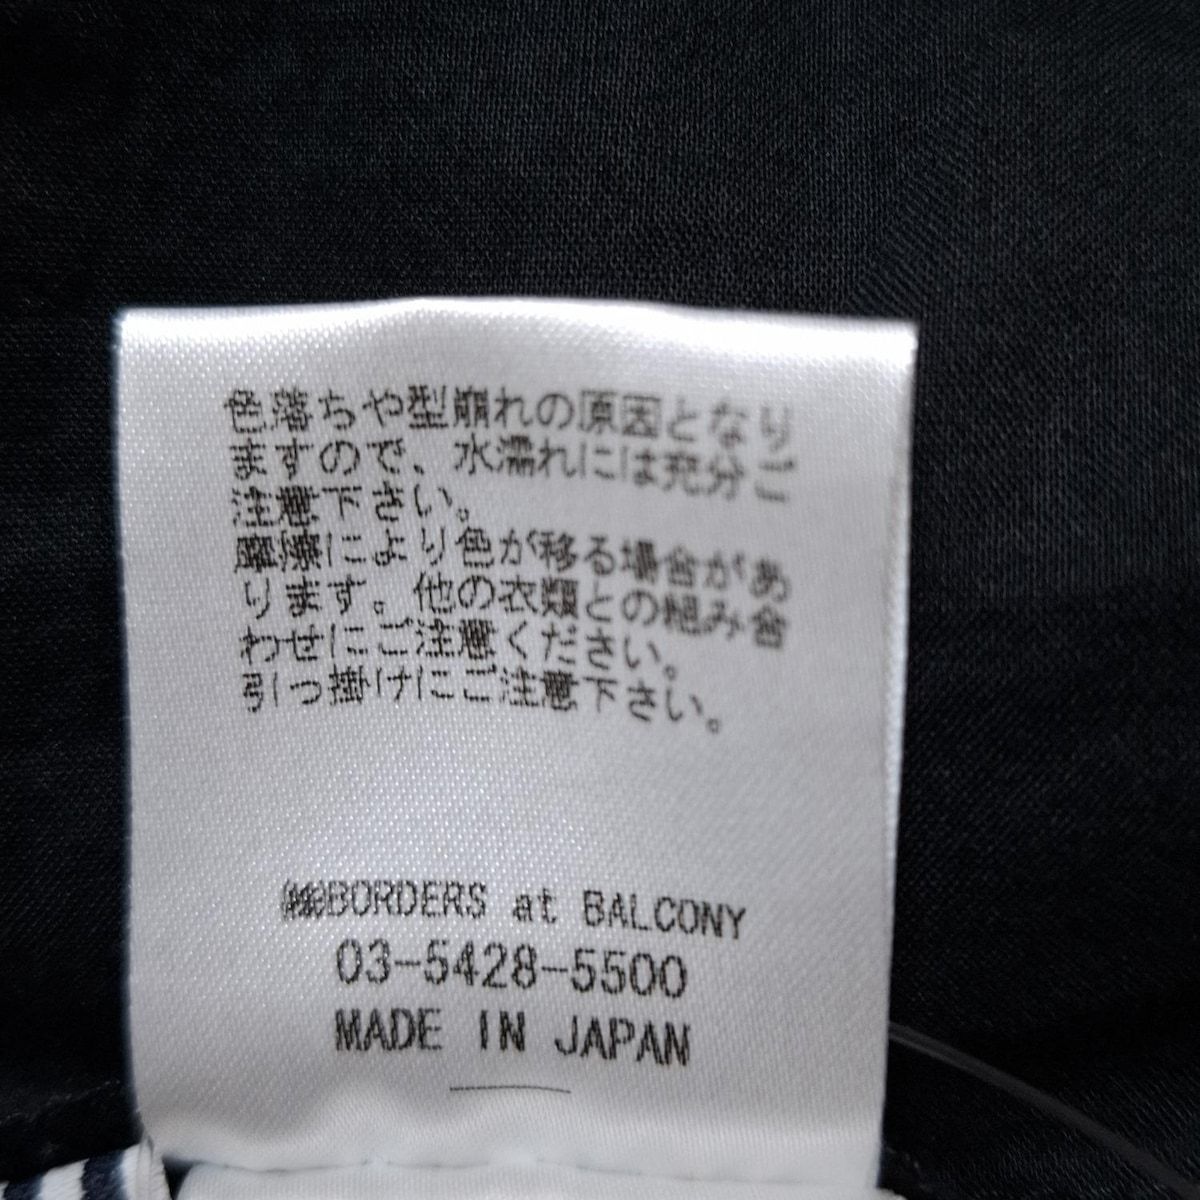 色落ちや型崩れの原因となり
ますので、水濡れには充分ご
注意下さい。
摩擦により色が移る場合があ
ります。他の衣類との組み合
わせにご注意ください。
引っ掛けにご注意下さい。
㈱BORDERS at BALCONY
03-5428-5500
MADE IN JAPAN